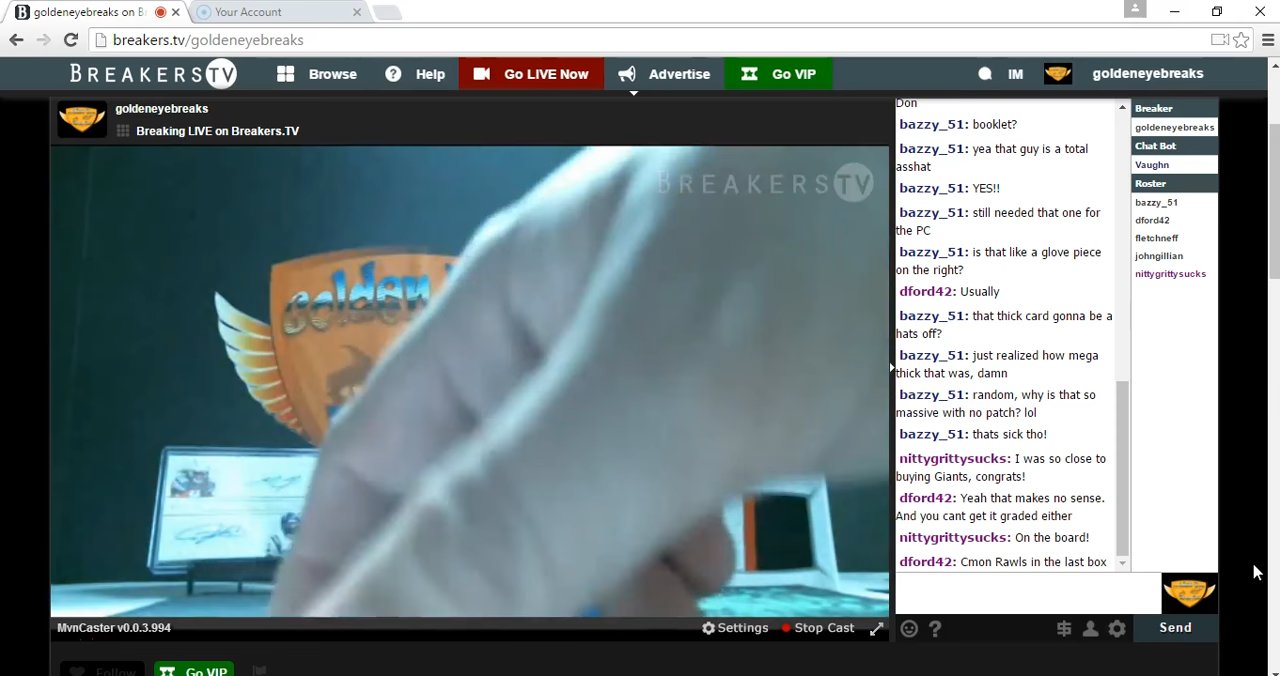 goldeneyebreaks on B
Your Account
breakers.tv/goldeneyebreaks
BREAKERSTV
Browse
Help
Go LIVE Now
Advertise
Go VIP
IM
goldeneyebreaks
goldeneyebreaks
Breaking LIVE on Breakers.TV
BREAKERSTV
golden
MvnCaster v0.0.3.994
Settings
Stop Cast
Follow
Go VIP
Don
bazzy_51: booklet?
bazzy_51: yea that guy is a total
asshat
bazzy_51: YES!!
bazzy_51: still needed that one for
the PC
bazzy_51: is that like a glove piece
on the right?
dford42: Usually
bazzy_51: that thick card gonna be a
hats off?
bazzy_51: just realized how mega
thick that was, damn
bazzy_51: random, why is that so
massive with no patch? lol
bazzy_51: thats sick tho!
nittygrittysucks: I was so close to
buying Giants, congrats!
dford42: Yeah that makes no sense.
And you cant get it graded either
nittygrittysucks: On the board!
dford42: Cmon Rawls in the last box
Send
Breaker
goldeneyebreaks
Chat Bot
Vaughn
Roster
bazzy_51
dford42
fletchneff
johngillian
nittygrittysucks